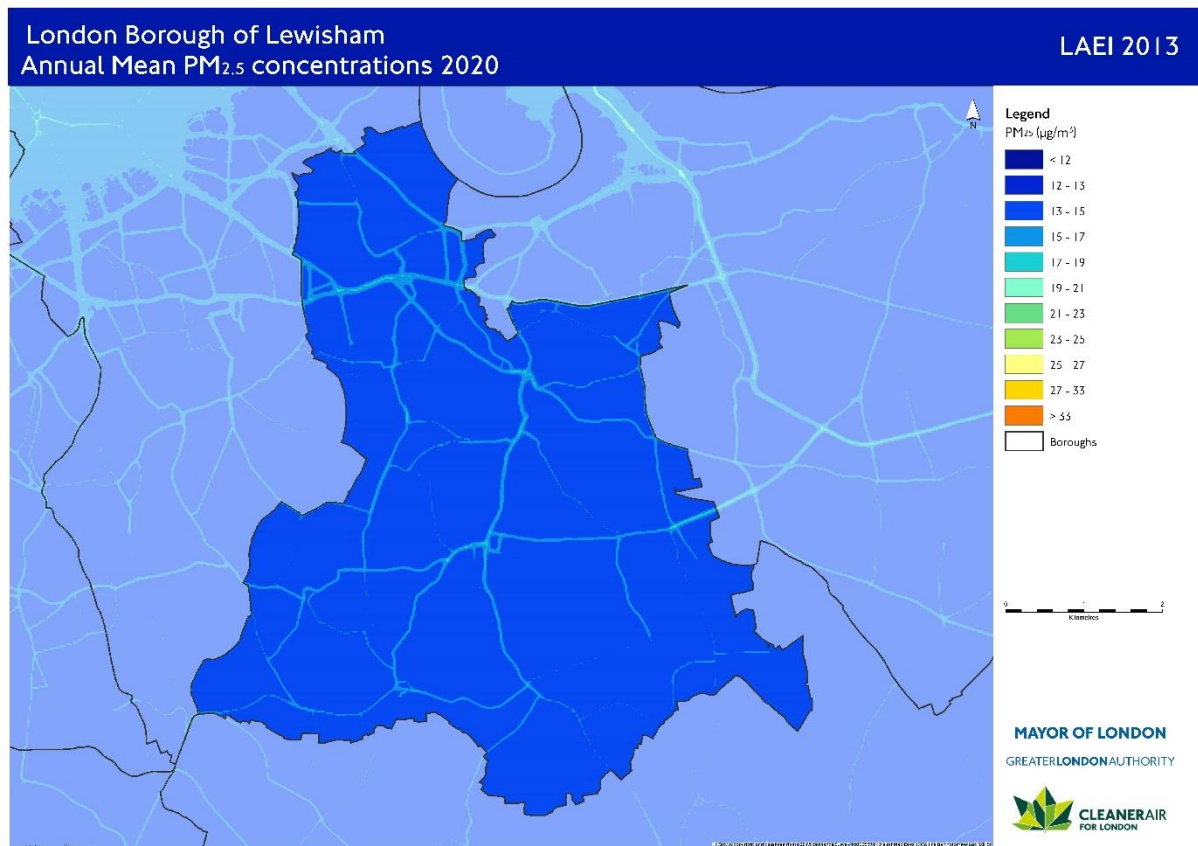 London Borough of Lewisham
Annual Mean PM2.5 concentrations 2020
LAEI 2013
N
Legend
PM2.5 (µg/m³)
< 12
12 - 13
13 - 15
15 - 17
17 - 19
19 - 21
21 - 23
23 - 25
25 - 27
27 - 33
> 33
Boroughs
0 1 2
Kilometres
MAYOR OF LONDON
GREATERLONDONAUTHORITY
CLEANERAIR
FOR LONDON